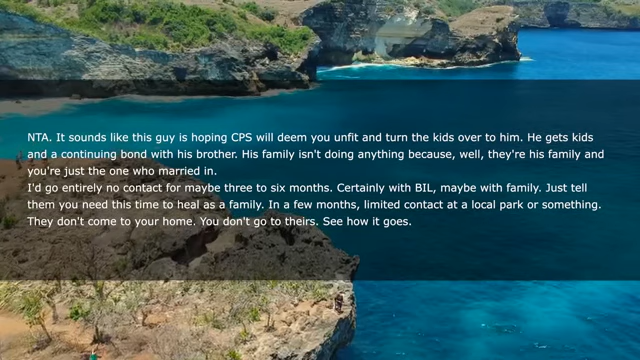 NTA. It sounds like this guy is hoping CPS will deem you unfit and turn the kids over to him. He gets kids
and a continuing bond with his brother. His family isn't doing anything because, well, they're his family and
you're just the one who married in.
I'd go entirely no contact for maybe three to six months. Certainly with BIL, maybe with family. Just tell
them you need this time to heal as a family. In a few months, limited contact at a local park or something.
They don't come to your home. You don't go to theirs. See how it goes.